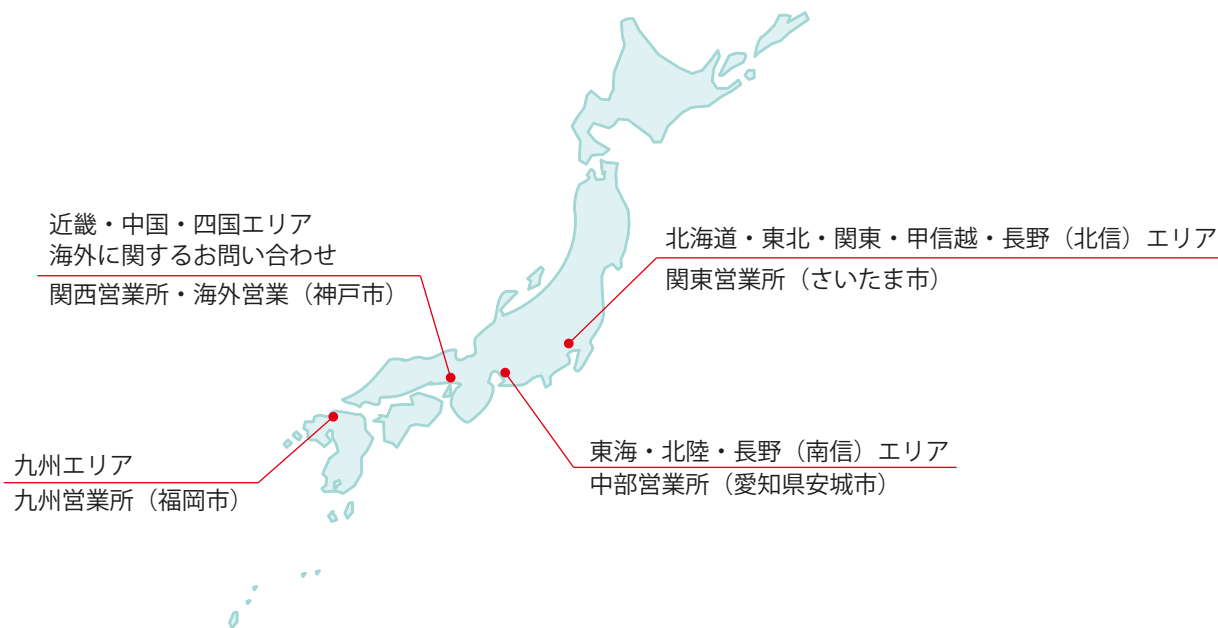 近畿・中国・四国エリア
海外に関するお問い合わせ
関西営業所・海外営業（神戸市）
北海道・東北・関東・甲信越・長野（北信）エリア
関東営業所（さいたま市）
東海・北陸・長野（南信）エリア
中部営業所（愛知県安城市）
九州エリア
九州営業所（福岡市）